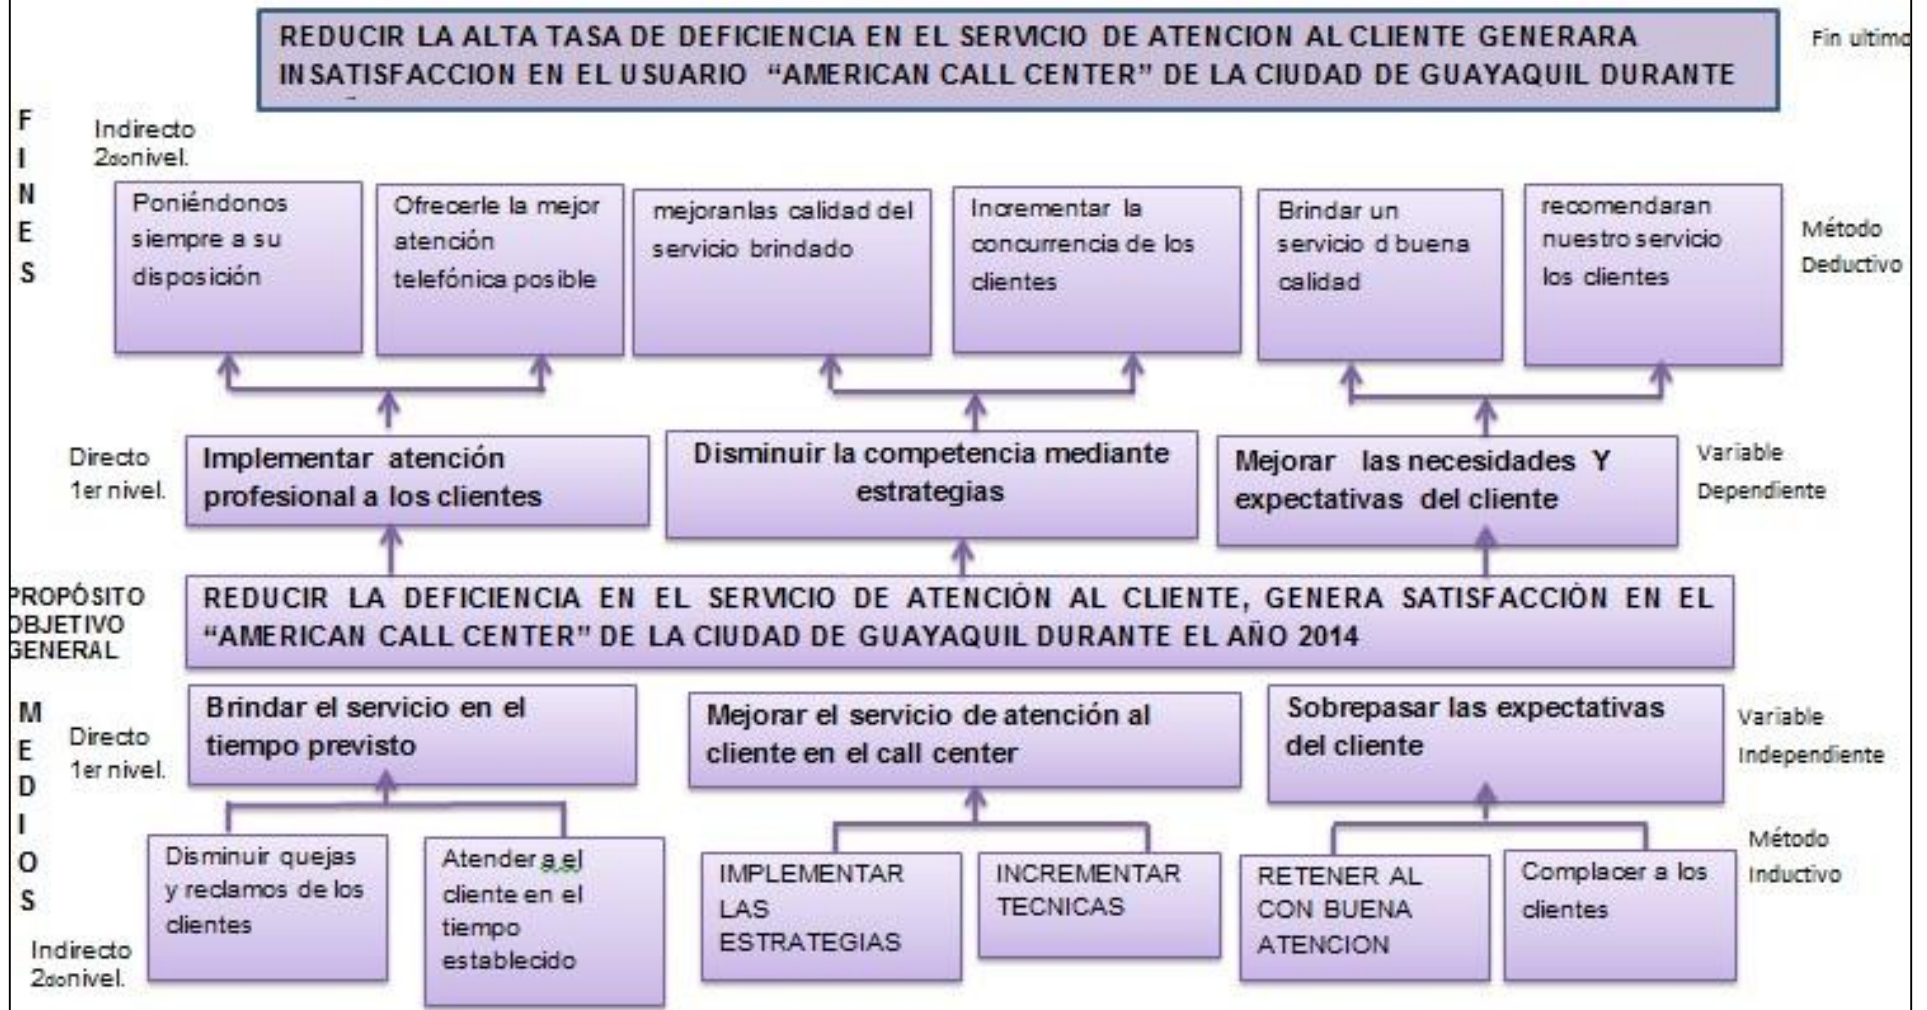 REDUCIR LA ALTA TASA DE DEFICIENCIA EN EL SERVICIO DE ATENCION AL CLIENTE GENERARA
INSATISFACCION EN EL USUARIO “AMERICAN CALL CENTER” DE LA CIUDAD DE GUAYAQUIL DURANTE
Fin ultimo
F
I
N
E
S
Indirecto
2do nivel.
Poniéndonos
siempre a su
disposición
Ofrecerle la mejor
atención
telefónica posible
mejoranlas calidad del
servicio brindado
Incrementar la
concurrencia de los
clientes
Brindar un
servicio d buena
calidad
recomendaran
nuestro servicio
los clientes
Método
Deductivo
Directo
1er nivel.
Implementar atención
profesional a los clientes
Disminuir la competencia mediante
estrategias
Mejorar las necesidades Y
expectativas del cliente
Variable
Dependiente
PROPÓSITO
OBJETIVO
GENERAL
REDUCIR LA DEFICIENCIA EN EL SERVICIO DE ATENCIÓN AL CLIENTE, GENERA SATISFACCIÓN EN EL
“AMERICAN CALL CENTER” DE LA CIUDAD DE GUAYAQUIL DURANTE EL AÑO 2014
M
E
D
I
O
S
Directo
1er nivel.
Brindar el servicio en el
tiempo previsto
Mejorar el servicio de atención al
cliente en el call center
Sobrepasar las expectativas
del cliente
Variable
Independiente
Disminuir quejas
y reclamos de los
clientes
Atender a el
cliente en el
tiempo
establecido
IMPLEMENTAR
LAS
ESTRATEGIAS
INCREMENTAR
TECNICAS
RETENER AL
CON BUENA
ATENCION
Complacer a los
clientes
Método
Inductivo
Indirecto
2do nivel.